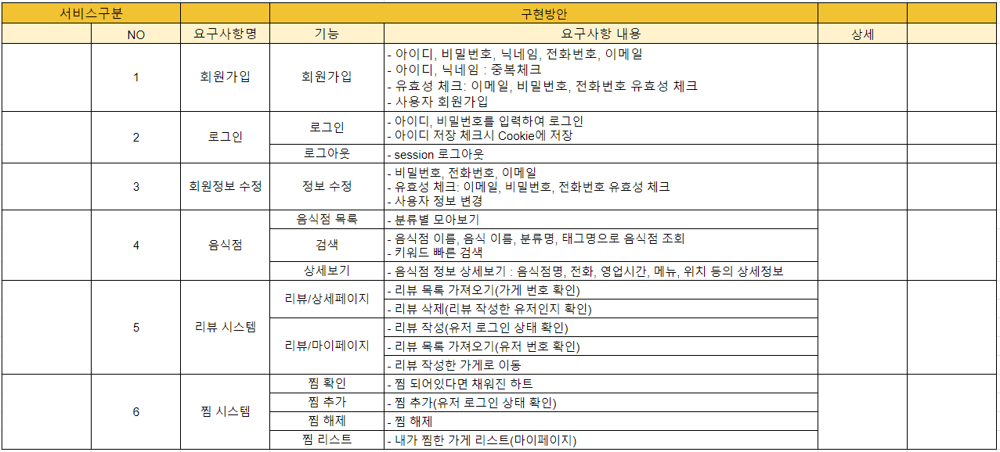 서비스구분
구현방안
NO
요구사항명
기능
요구사항 내용
상세
1
회원가입
회원가입
- 아이디, 비밀번호, 닉네임, 전화번호, 이메일
- 아이디, 닉네임 : 중복체크
- 유효성 체크: 이메일, 비밀번호, 전화번호 유효성 체크
- 사용자 회원가입
2
로그인
로그인
- 아이디, 비밀번호를 입력하여 로그인
- 아이디 저장 체크시 Cookie에 저장
로그아웃
- session 로그아웃
3
회원정보 수정
정보 수정
- 비밀번호, 전화번호, 이메일
- 유효성 체크: 이메일, 비밀번호, 전화번호 유효성 체크
- 사용자 정보 변경
4
음식점
음식점 목록
- 분류별 모아보기
검색
- 음식점 이름, 음식 이름, 분류명, 태그명으로 음식점 조회
- 키워드 빠른 검색
상세보기
- 음식점 정보 상세보기 : 음식점명, 전화, 영업시간, 메뉴, 위치 등의 상세정보
5
리뷰 시스템
리뷰/상세페이지
- 리뷰 목록 가져오기(가게 번호 확인)
- 리뷰 삭제(리뷰 작성한 유저인지 확인)
리뷰/마이페이지
- 리뷰 작성(유저 로그인 상태 확인)
- 리뷰 목록 가져오기(유저 번호 확인)
- 리뷰 작성한 가게로 이동
6
찜 시스템
찜 확인
- 찜 되어있다면 채워진 하트
찜 추가
- 찜 추가(유저 로그인 상태 확인)
찜 해제
- 찜 해제
찜 리스트
- 내가 찜한 가게 리스트(마이페이지)